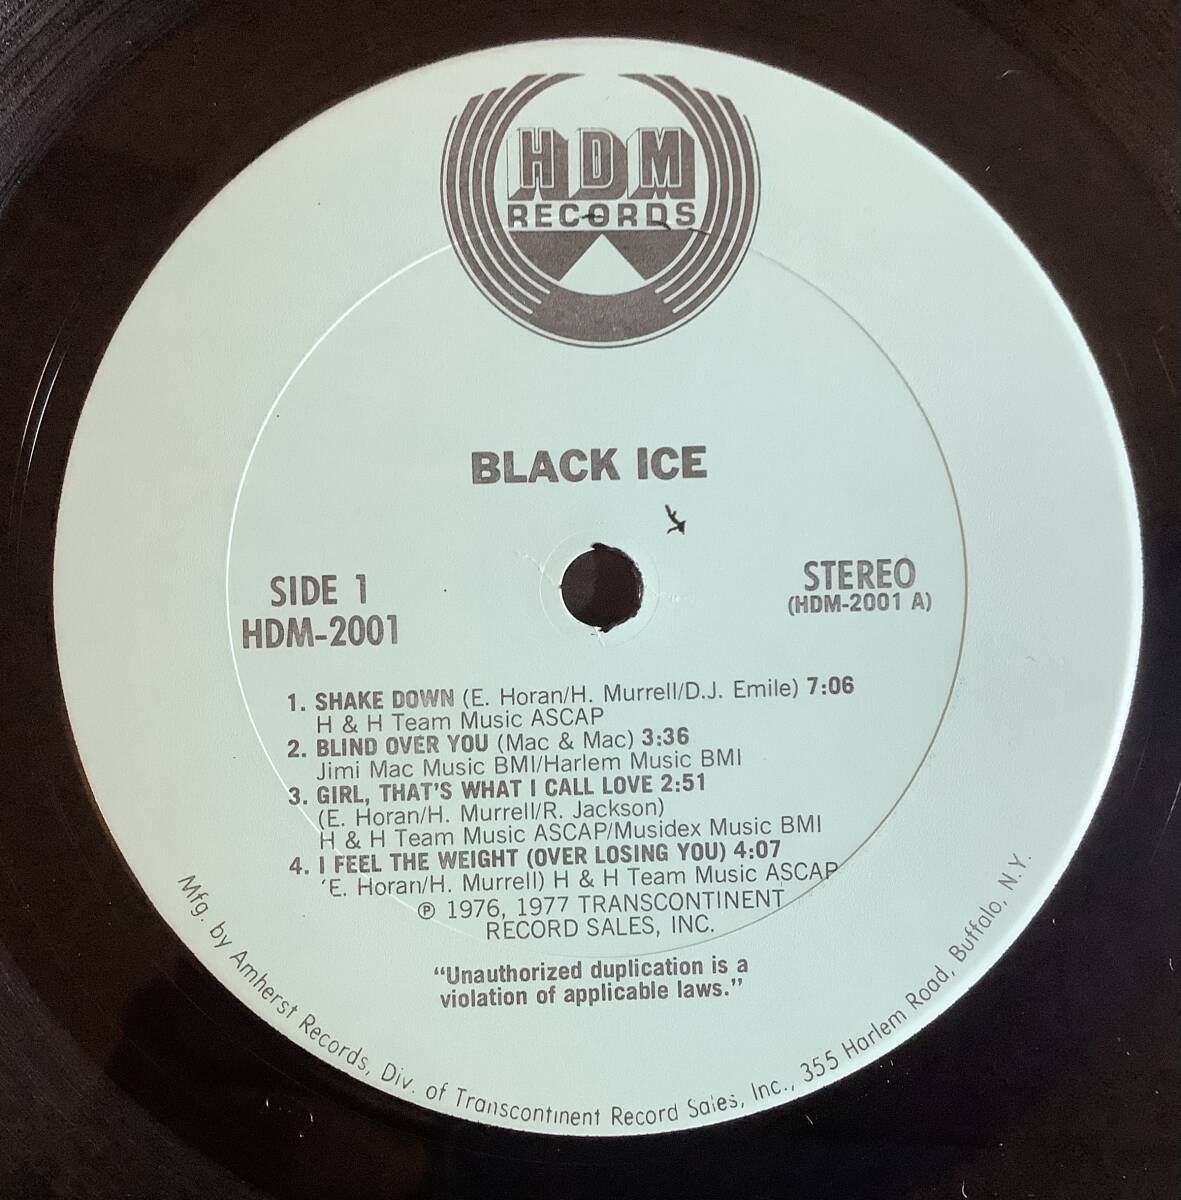 HDM
RECORDS
BLACK ICE
SIDE 1
HDM-2001
STEREO
(HDM-2001 A)
1. SHAKE DOWN (E. Horan/H. Murrell/D.J. Emile) 7:06
H & H Team Music ASCAP
2. BLIND OVER YOU (Mac & Mac) 3:36
Jimi Mac Music BMI/Harlem Music BMI
3. GIRL, THAT'S WHAT I CALL LOVE 2:51
(E. Horan/H. Murrell/R. Jackson)
H & H Team Music ASCAP/Musidex Music BMI
4. I FEEL THE WEIGHT (OVER LOSING YOU) 4:07
'E. Horan/H. Murrell) H & H Team Music ASCAP
℗ 1976, 1977 TRANSCONTINENT
RECORD SALES, INC.
“Unauthorized duplication is a
violation of applicable laws.”
Mfg. by Amherst Records, Div. of Transcontinent Record Sales, Inc., 355 Harlem Road, Buffalo, N.Y.